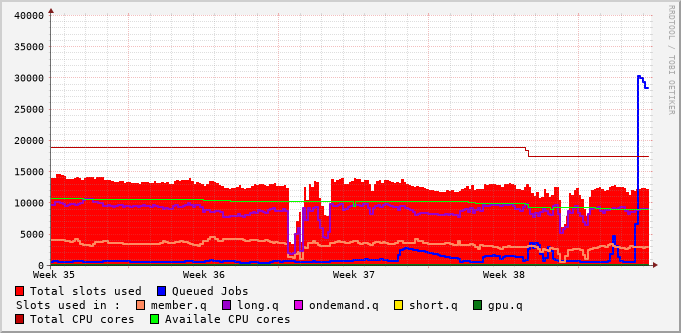 RRDTOOL / TOBI OETIKER
40000
35000
30000
25000
20000
15000
10000
5000
0
Week 35 Week 36 Week 37 Week 38
Total slots used Queued Jobs
Slots used in : member.q long.q ondemand.q short.q gpu.q
Total CPU cores Availale CPU cores